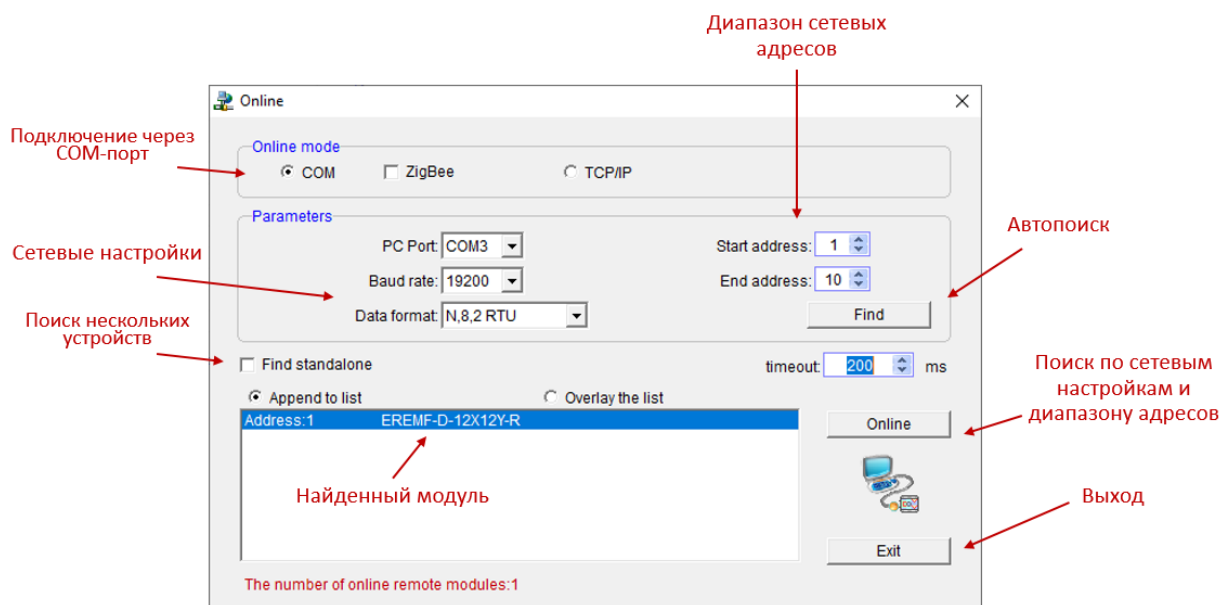 Диапазон сетевых
адресов
Online
Подключение через
COM-порт
Online mode
COM
ZigBee
TCP/IP
Parameters
Сетевые настройки
PC Port: COM3
Start address: 1
Автопоиск
Baud rate: 19200
End address: 10
Data format: N,8,2 RTU
Find
Поиск нескольких
устройств
Find standalone
timeout: 200 ms
Append to list
Overlay the list
Поиск по сетевым
настройкам и
диапазону адресов
Address:1 EREMF-D-12X12Y-R
Online
Найденный модуль
Выход
Exit
The number of online remote modules:1